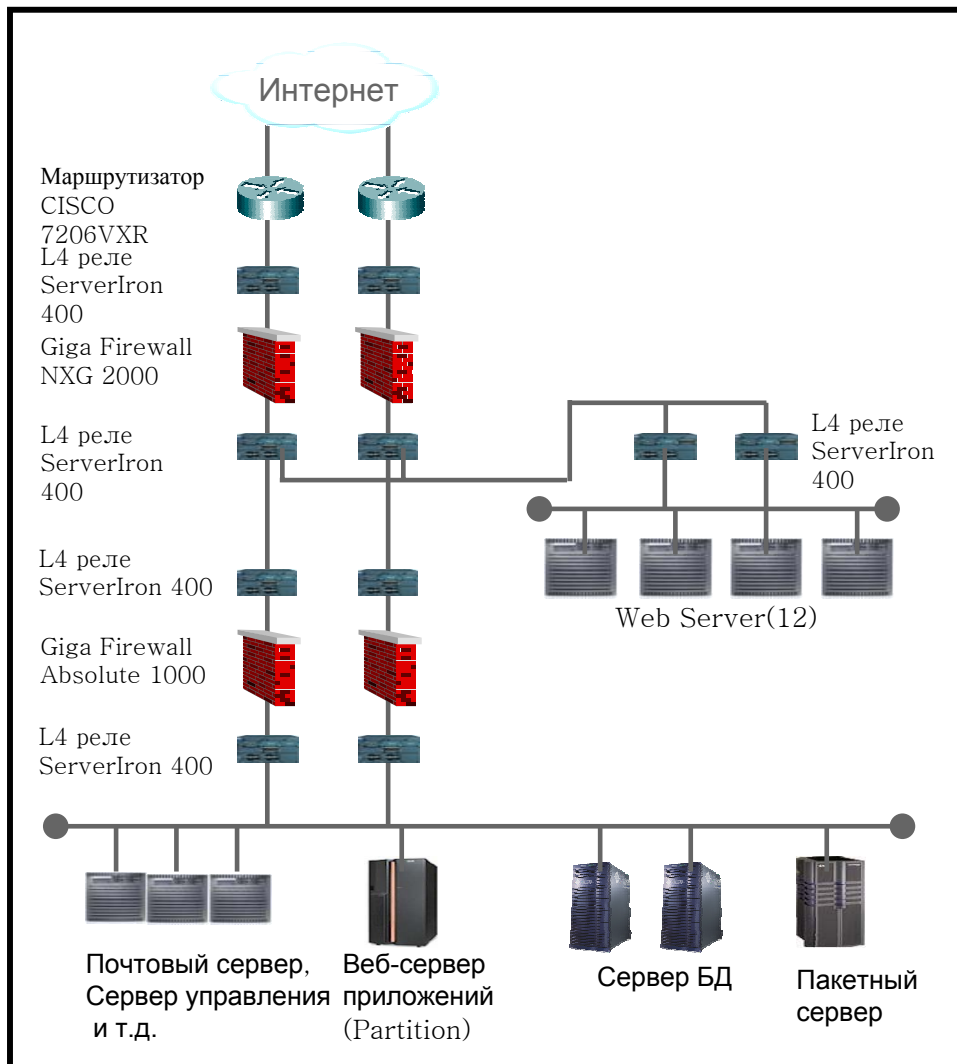 Интернет
Маршрутизатор
CISCO
7206VXR
L4 реле
ServerIron
400
Giga Firewall
NXG 2000
L4 реле
ServerIron
400
L4 реле
ServerIron
400
L4 реле
ServerIron 400
Web Server(12)
Giga Firewall
Absolute 1000
L4 реле
ServerIron 400
Почтовый сервер,
Сервер управления
и т.д.
Веб-сервер
приложений
(Partition)
Сервер БД
Пакетный
сервер